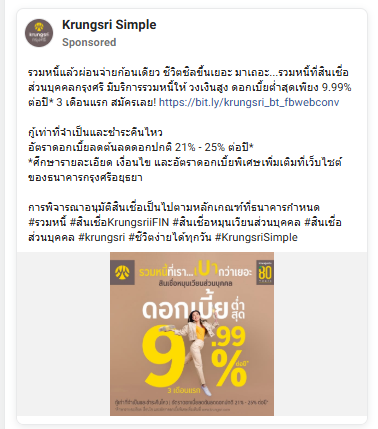 Krungsri Simple
Sponsored
รวมหนี้แล้วผ่อนจ่ายก้อนเดียว ชีวิตชิลขึ้นเยอะ มาเถอะ...รวมหนี้ที่สินเชื่อ
ส่วนบุคคลกรุงศรี มีบริการรวมหนี้ให้ วงเงินสูง ดอกเบี้ยต่ำสุดเพียง 9.99%
ต่อปี* 3 เดือนแรก สมัครเลย! https://bit.ly/krungsri_bt_fbwebconv
กู้เท่าที่จำเป็นและชำระคืนไหว
อัตราดอกเบี้ยลดต้นลดดอกปกติ 21% - 25% ต่อปี*
*ศึกษารายละเอียด เงื่อนไข และอัตราดอกเบี้ยพิเศษเพิ่มเติมที่เว็บไซต์
ของธนาคารกรุงศรีอยุธยา
การพิจารณาอนุมัติสินเชื่อเป็นไปตามหลักเกณฑ์ที่ธนาคารกำหนด
#รวมหนี้ #สินเชื่อKrungsriiFIN #สินเชื่อหมุนเวียนส่วนบุคคล #สินเชื่อ
ส่วนบุคคล #krungsri #ชีวิตง่ายได้ทุกวัน #KrungsriSimple
รวมหนี้ที่เรา... เบากว่าเยอะ
สินเชื่อหมุนเวียนส่วนบุคคล
krungsri
80
ดอกเบี้ย ต่ำสุด
9.99%
ต่อปี*
3 เดือนแรก